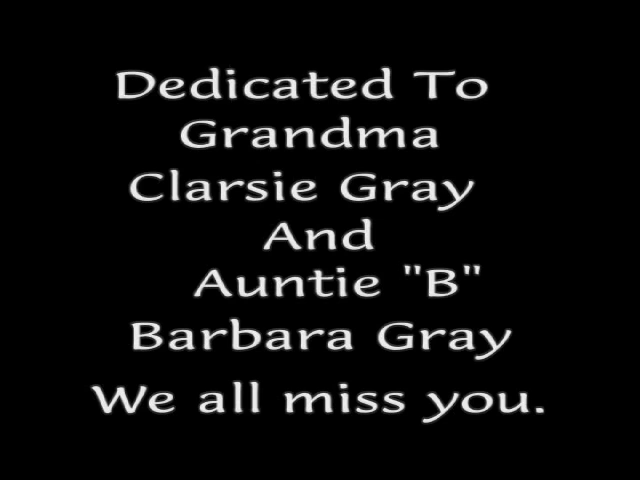 Dedicated To
Grandma
Clarsie Gray
And
Auntie "B"
Barbara Gray
We all miss you.